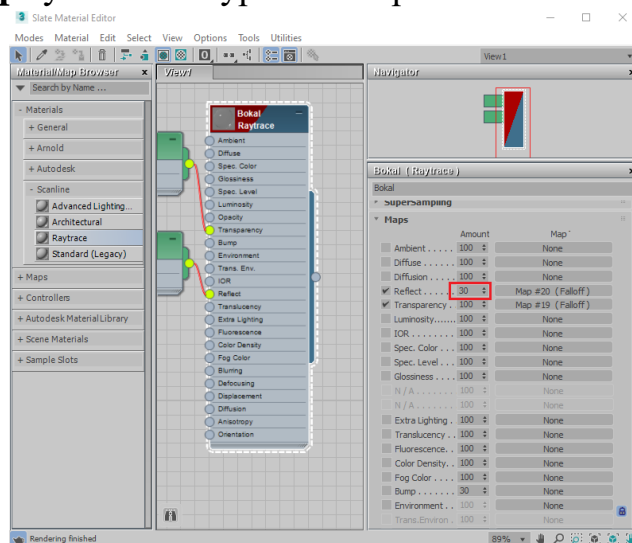 Slate Material Editor
Modes Material Edit Select View Options Tools Utilities
View1
Material/Map Browser x
Search by Name ...
- Materials
+ General
+ Arnold
+ Autodesk
- Scanline
Advanced Lighting...
Architectural
Raytrace
Standard (Legacy)
+ Maps
+ Controllers
+ Autodesk Material Library
+ Scene Materials
+ Sample Slots
View1
Bokal
Raytrace
Ambient
Diffuse
Spec. Color
Glossiness
Spec. Level
Luminosity
Opacity
Transparency
Bump
Environment
Trans. Env.
IOR
Reflect
Translucency
Extra Lighting
Fluorescence
Color Density
Fog Color
Blurring
Defocusing
Displacement
Diffusion
Anisotropy
Orientation
Navigator x
Bokal ( Raytrace ) x
Bokal
SuperSampling
Maps
Amount Map
Ambient . . . . . 100 None
Diffuse . . . . . . 100 None
Diffusion . . . . . 100 None
Reflect . . . . . . 30 Map #20 ( Falloff )
Transparency . 100 Map #19 ( Falloff )
Luminosity....... 100 None
IOR . . . . . . . . 100 None
Spec. Color . . . 100 None
Spec. Level . . . 100 None
Glossiness . . . . 100 None
N / A . . . . . . . 100 None
N / A . . . . . . . 100 None
Extra Lighting . 100 None
Translucency . . 100 None
Fluorescence. . 100 None
Color Density. . 100 None
Fog Color . . . . 100 None
Bump . . . . . . . 30 None
Environment . . 100 None
Trans.Environ . 100 None
Rendering finished
89%